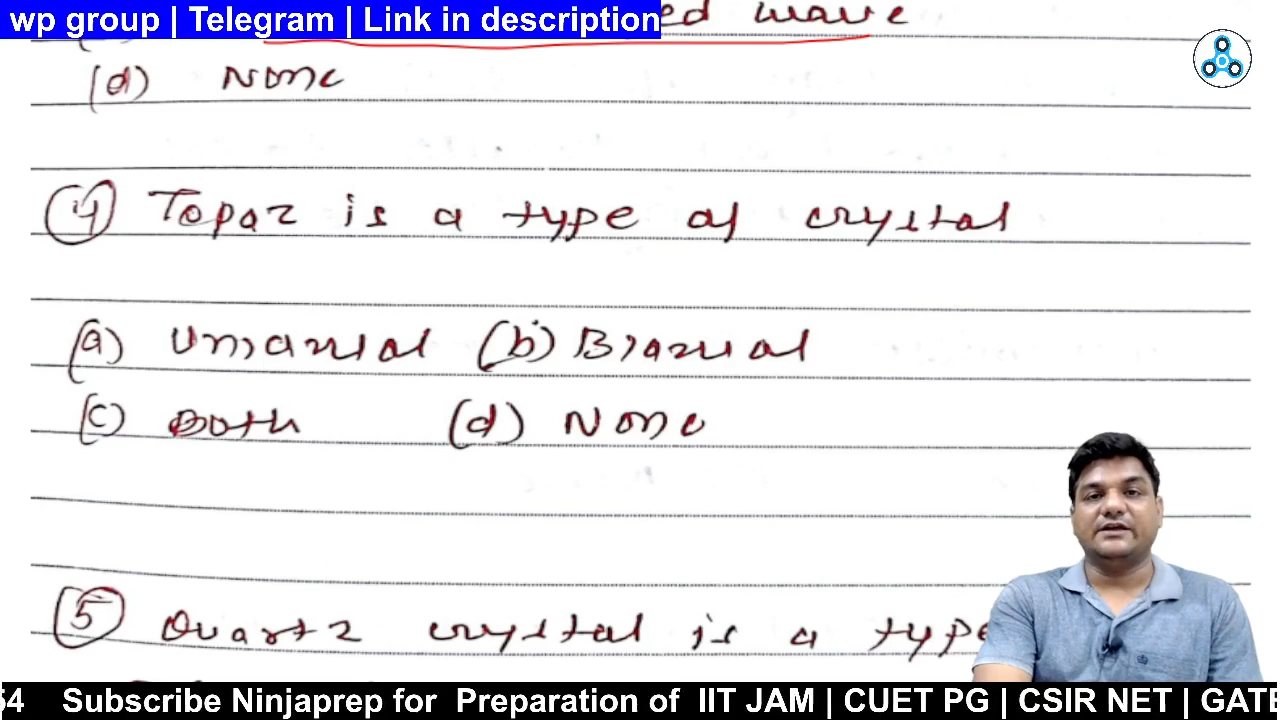 wp group | Telegram | Link in description
ed wave
(d) None
(4) Topaz is a type of crystal
(a) Uniaxial (b) Biaxial
(c) Both (d) None
(5) Quartz crystal is a type
54 Subscribe Ninjaprep for Preparation of IIT JAM | CUET PG | CSIR NET | GATE